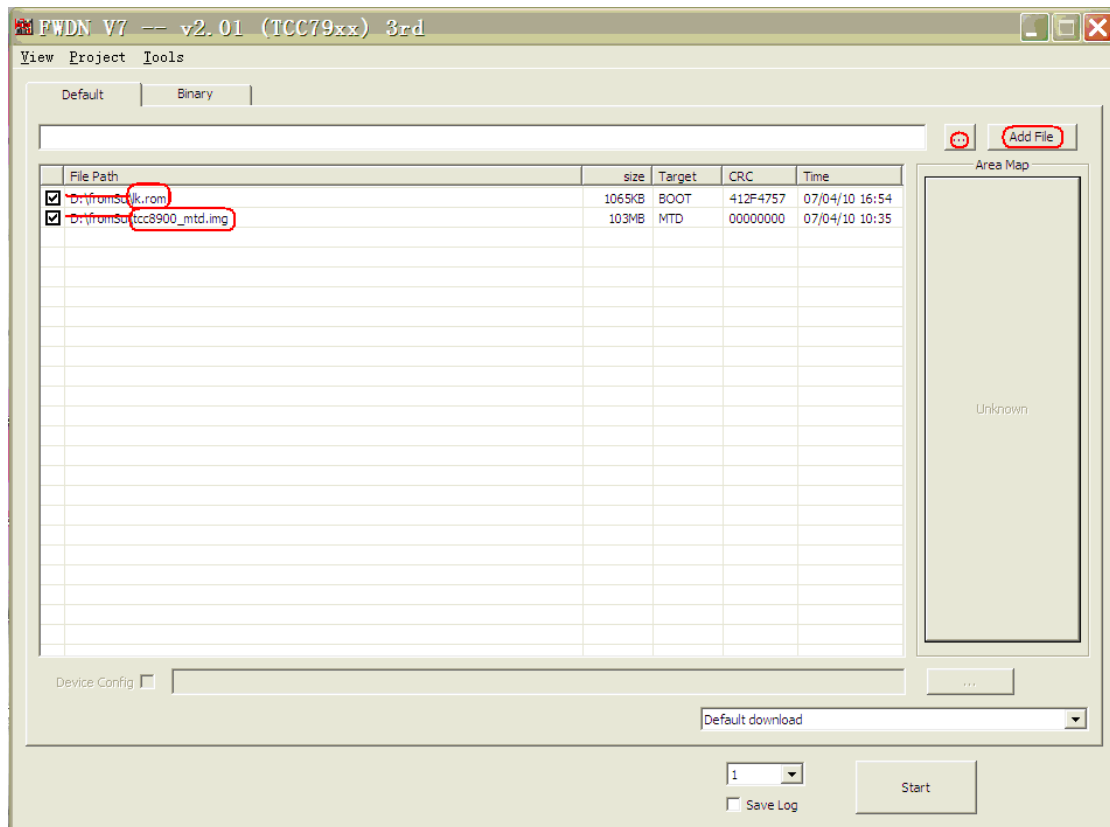 FWDN V7 -- v2.01 (TCC79xx) 3rd
View Project Tools
Default Binary
... Add File
File Path size Target CRC Time Area Map
D:\fromSu\lk.rom 1065KB BOOT 412F4757 07/04/10 16:54
D:\fromSu\tcc8900_mtd.img 103MB MTD 00000000 07/04/10 10:35
Unknown
Device Config ...
Default download
1
Start
Save Log